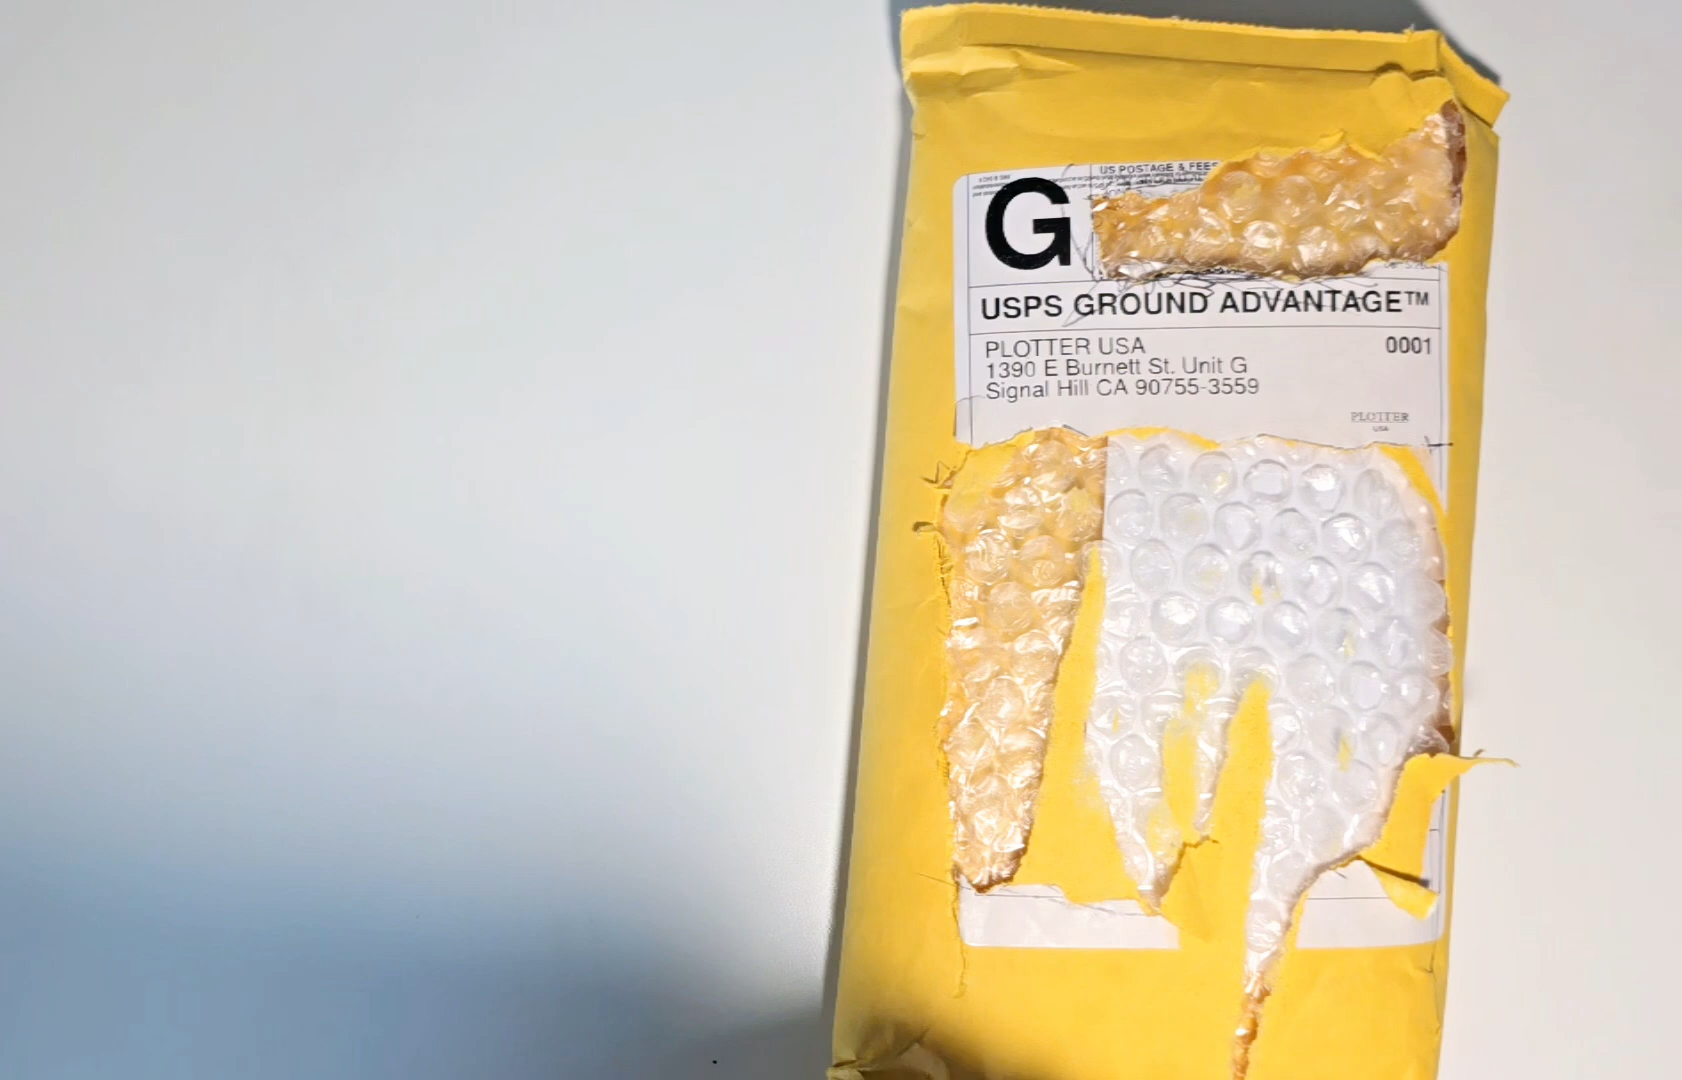 US POSTAGE & FEES
G
USPS GROUND ADVANTAGE™
PLOTTER USA 0001
1390 E Burnett St. Unit G
Signal Hill CA 90755-3559
PLOTTER
USA